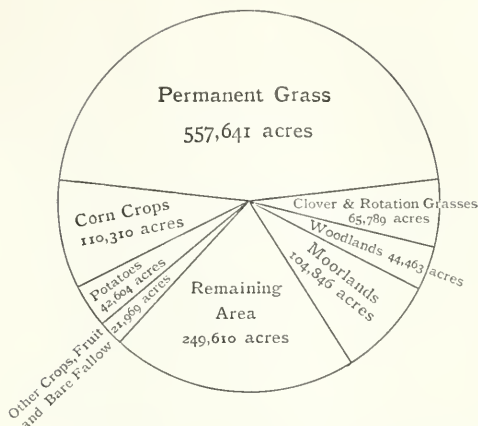 Permanent Grass
557,641 acres
Clover & Rotation Grasses
65,789 acres
Woodlands 44,463 acres
Moorlands
104,846 acres
Remaining
Area
249,610 acres
Other Crops, Fruit
and Bare Fallow
21,969 acres
Potatoes
42,604 acres
Corn Crops
110,310 acres